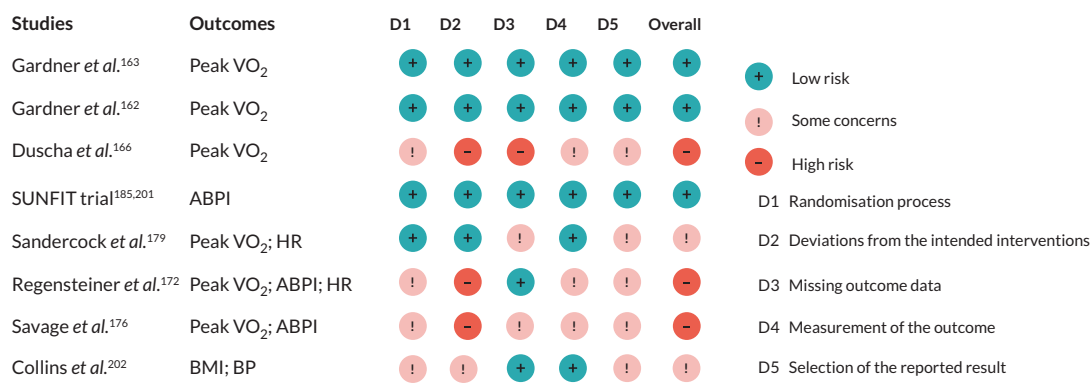 Studies Outcomes D1 D2 D3 D4 D5 Overall
Gardner et al.163 Peak VO2 + + + + + +
Gardner et al.162 Peak VO2 + + + + + +
Duscha et al.166 Peak VO2 ! − − ! ! −
SUNFIT trial185,201 ABPI + + + + + +
Sandercock et al.179 Peak VO2; HR + + ! + ! !
Regensteiner et al.172 Peak VO2; ABPI; HR ! − + ! ! −
Savage et al.176 Peak VO2; ABPI ! − ! ! ! −
Collins et al.202 BMI; BP ! ! + + ! !
+ Low risk
! Some concerns
− High risk
D1 Randomisation process
D2 Deviations from the intended interventions
D3 Missing outcome data
D4 Measurement of the outcome
D5 Selection of the reported result